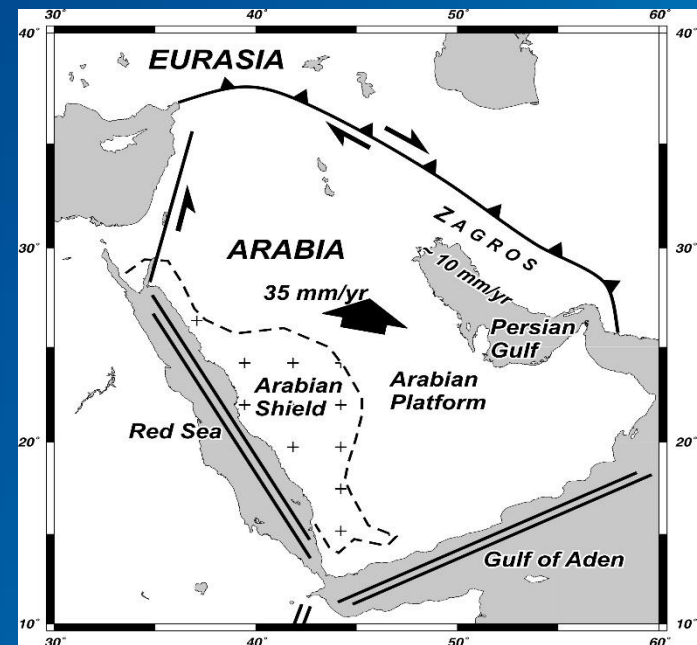 30° 40° 50° 60°
40° 40°
EURASIA
ZAGROS
30° 30°
ARABIA
~ 10 mm/yr
35 mm/yr
Persian
Gulf
Arabian
Shield
Arabian
Platform
Red Sea
20° 20°
Gulf of Aden
10° 10°
30° 40° 50° 60°